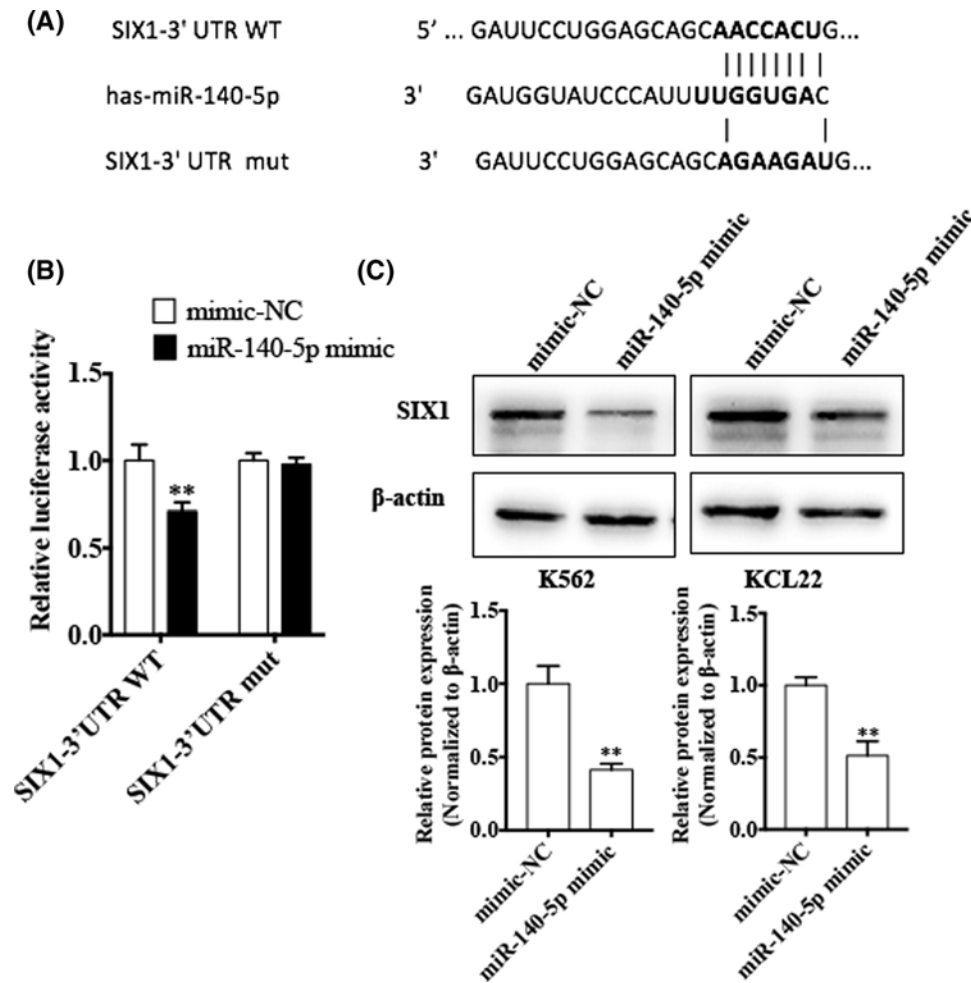 (A)
SIX1-3' UTR WT 5' ... GAUUCCUGGAGCAGCAACCACUG...
has-miR-140-5p 3' GAUGGUAUCCCAUUUUGGUGAC
SIX1-3' UTR mut 3' GAUUCCUGGAGCAGCAGAAGAUG...
(B)
mimic-NC
miR-140-5p mimic
Relative luciferase activity
1.5
1.0
0.5
0.0
**
SIX1-3'UTR WT
SIX1-3'UTR mut
(C)
mimic-NC
miR-140-5p mimic
mimic-NC
miR-140-5p mimic
SIX1
β-actin
K562
KCL22
Relative protein expression
(Normalized to β-actin)
1.5
1.0
0.5
0.0
**
mimic-NC
miR-140-5p mimic
Relative protein expression
(Normalized to β-actin)
1.5
1.0
0.5
0.0
**
mimic-NC
miR-140-5p mimic